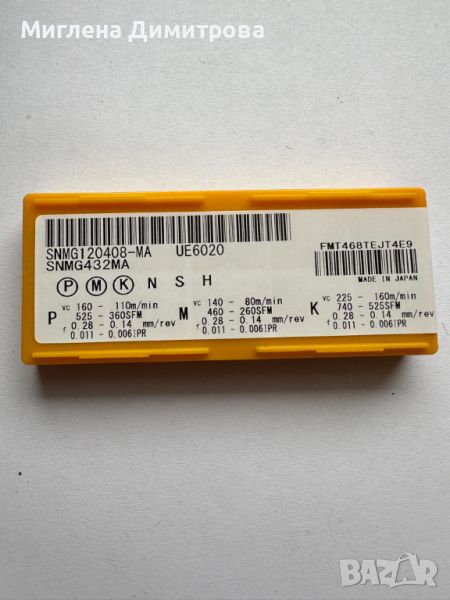 Миглена Димитрова
SNMG120408-MA UE6020
SNMG432MA
FMT468TEJT4E9
MADE IN JAPAN
P M K N S H
P vc 160 - 110m/min
525 - 360SFM
f 0.28 - 0.14 mm/rev
0.011 - 0.006IPR
M vc 140 - 80m/min
460 - 260SFM
f 0.28 - 0.14 mm/rev
0.011 - 0.006IPR
K vc 225 - 160m/min
740 - 525SFM
f 0.28 - 0.14 mm/rev
0.011 - 0.006IPR
BAZAR